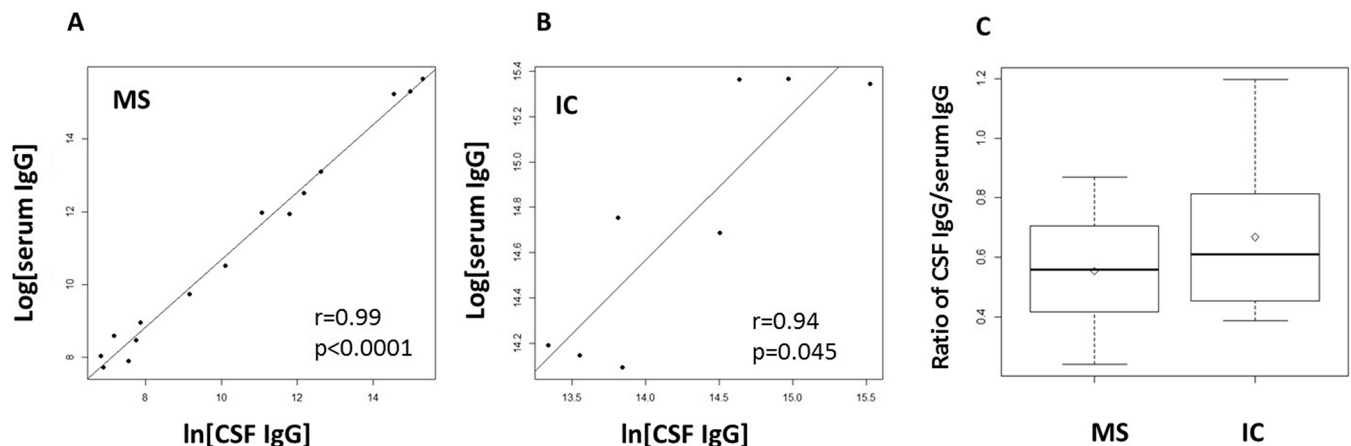 A
MS
Log[serum IgG]
14
12
10
8
8 10 12 14
r=0.99
p<0.0001
ln[CSF IgG]
B
IC
Log[serum IgG]
15.4
15.2
15.0
14.8
14.6
14.4
14.2
13.5 14.0 14.5 15.0 15.5
r=0.94
p=0.045
ln[CSF IgG]
C
Ratio of CSF IgG/serum IgG
1.2
1.0
0.8
0.6
0.4
MS IC